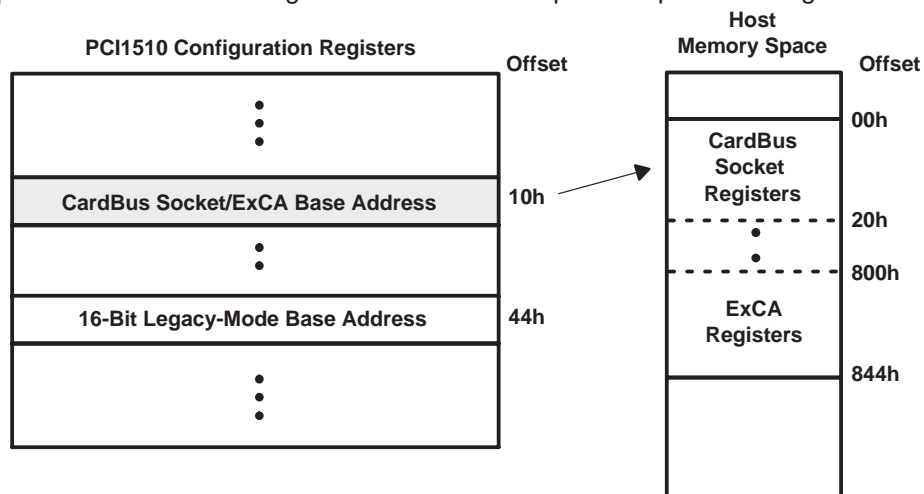 PCI1510 Configuration Registers
Offset
CardBus Socket/ExCA Base Address
10h
16-Bit Legacy-Mode Base Address
44h
Host
Memory Space
Offset
00h
CardBus
Socket
Registers
20h
800h
ExCA
Registers
844h